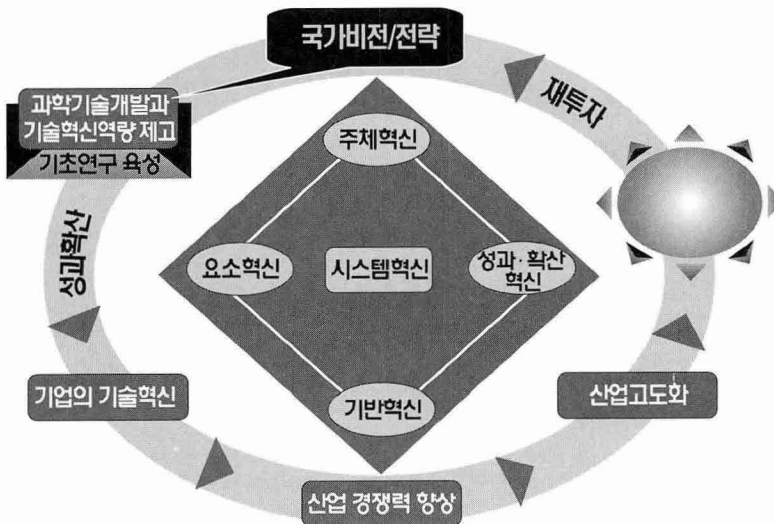 국가비전/전략
재투자
과학기술개발과
기술혁신역량 제고
기초연구 육성
주체혁신
요소혁신
시스템혁신
성과·확산
혁신
기반혁신
성과확산
기업의 기술혁신
산업고도화
산업 경쟁력 향상